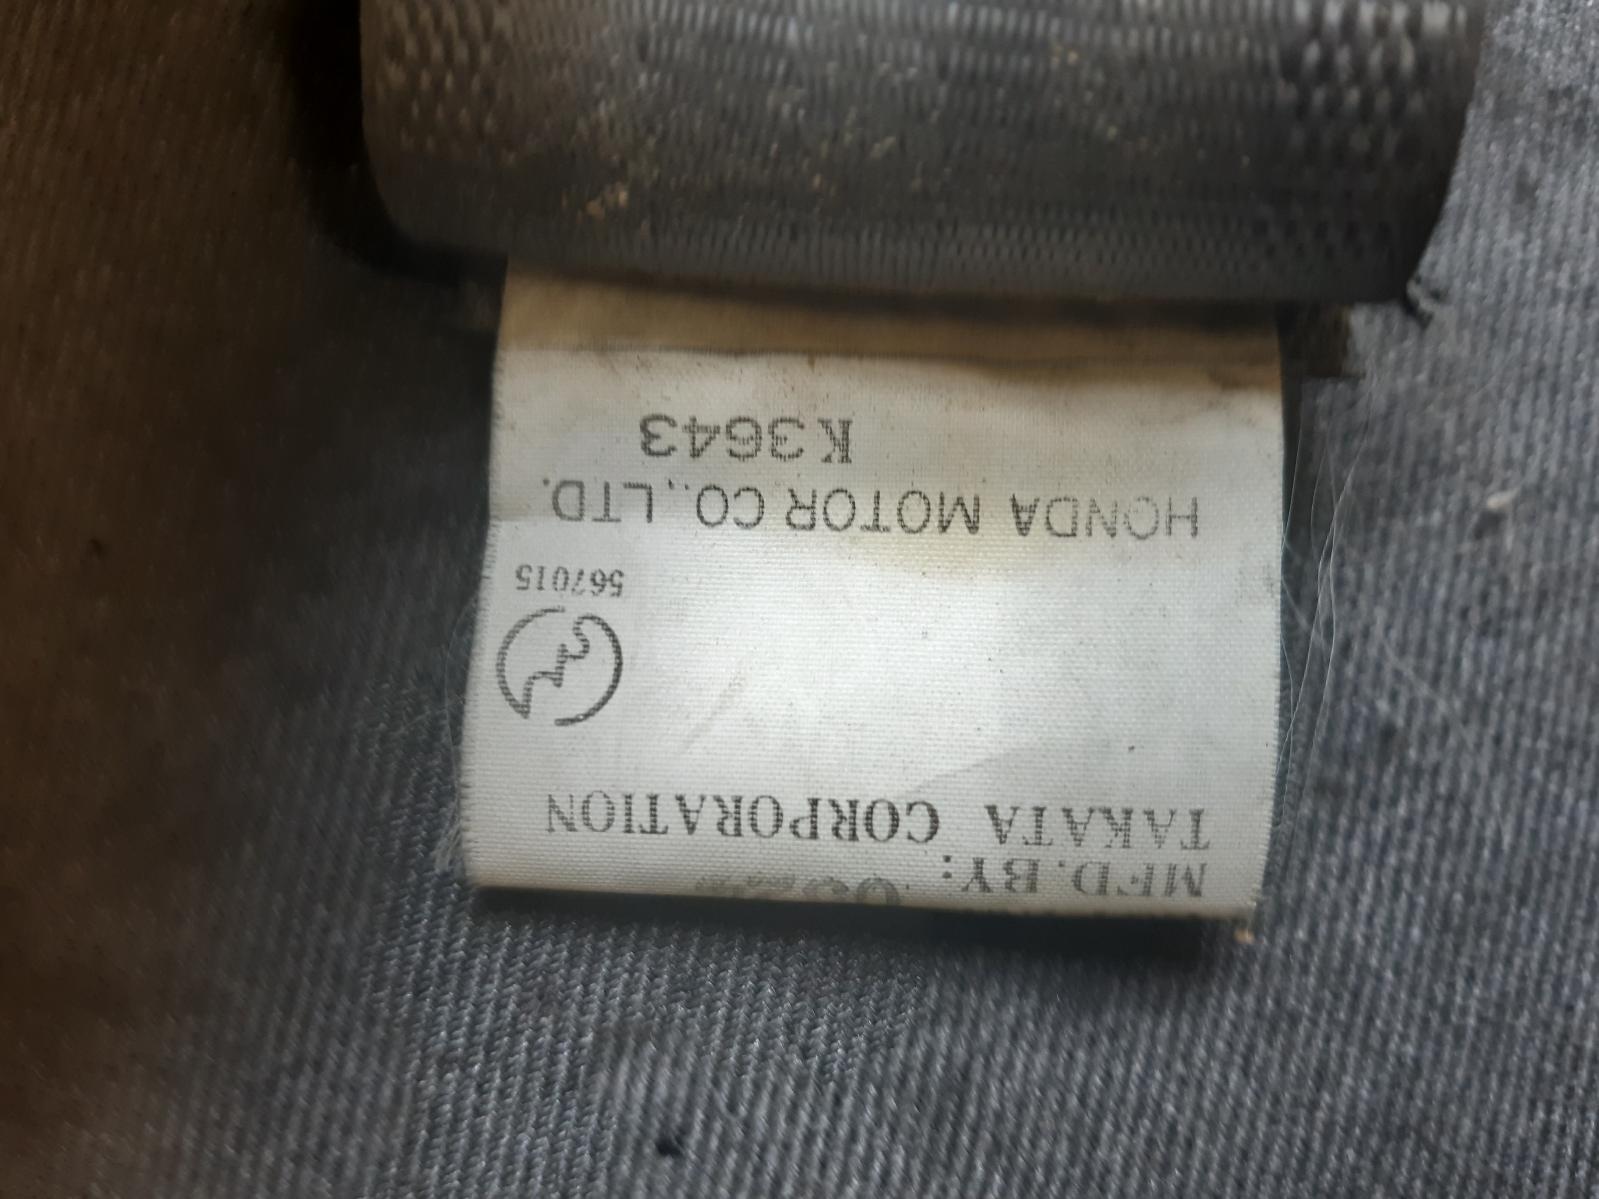 MFD.BY:
TAKATA CORPORATION
567015
HONDA MOTOR CO.,LTD.
K3643